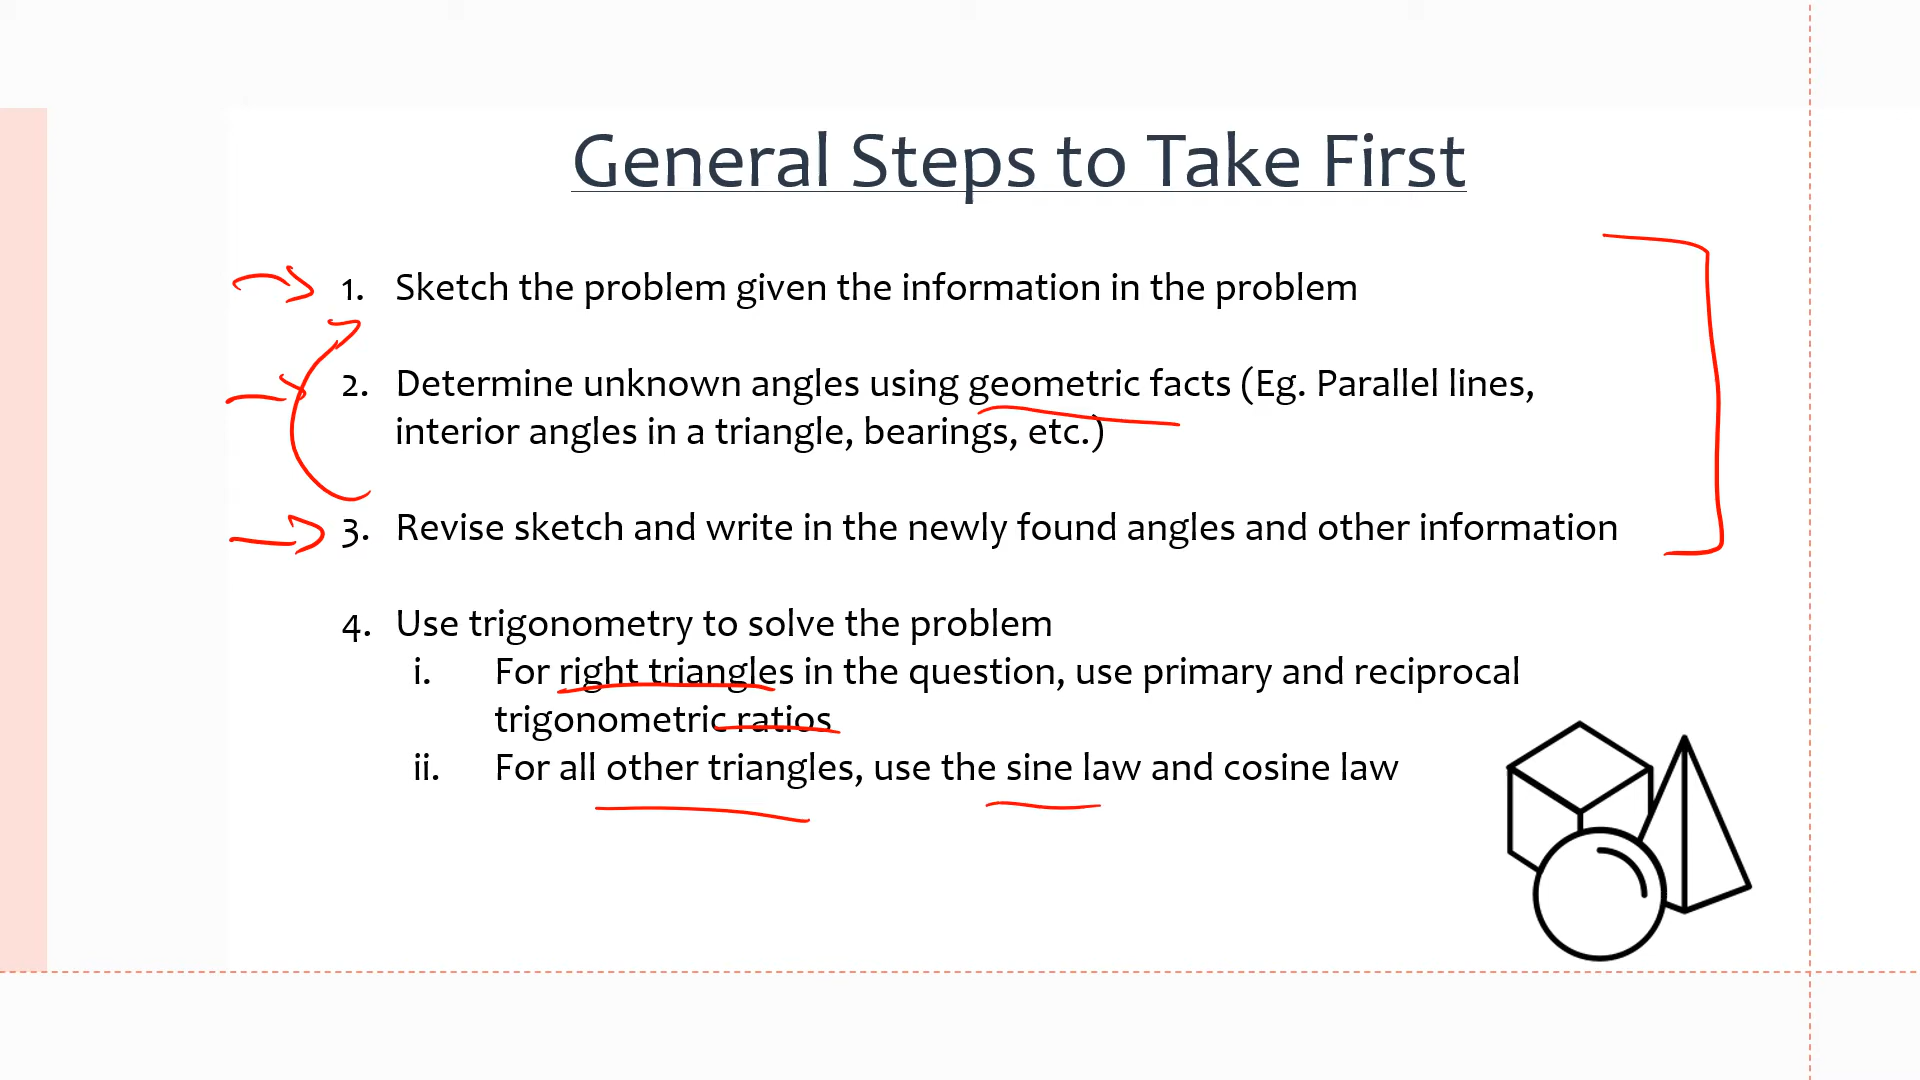 General Steps to Take First
1. Sketch the problem given the information in the problem
2. Determine unknown angles using geometric facts (Eg. Parallel lines,
interior angles in a triangle, bearings, etc.)
3. Revise sketch and write in the newly found angles and other information
4. Use trigonometry to solve the problem
i. For right triangles in the question, use primary and reciprocal
trigonometric ratios
ii. For all other triangles, use the sine law and cosine law